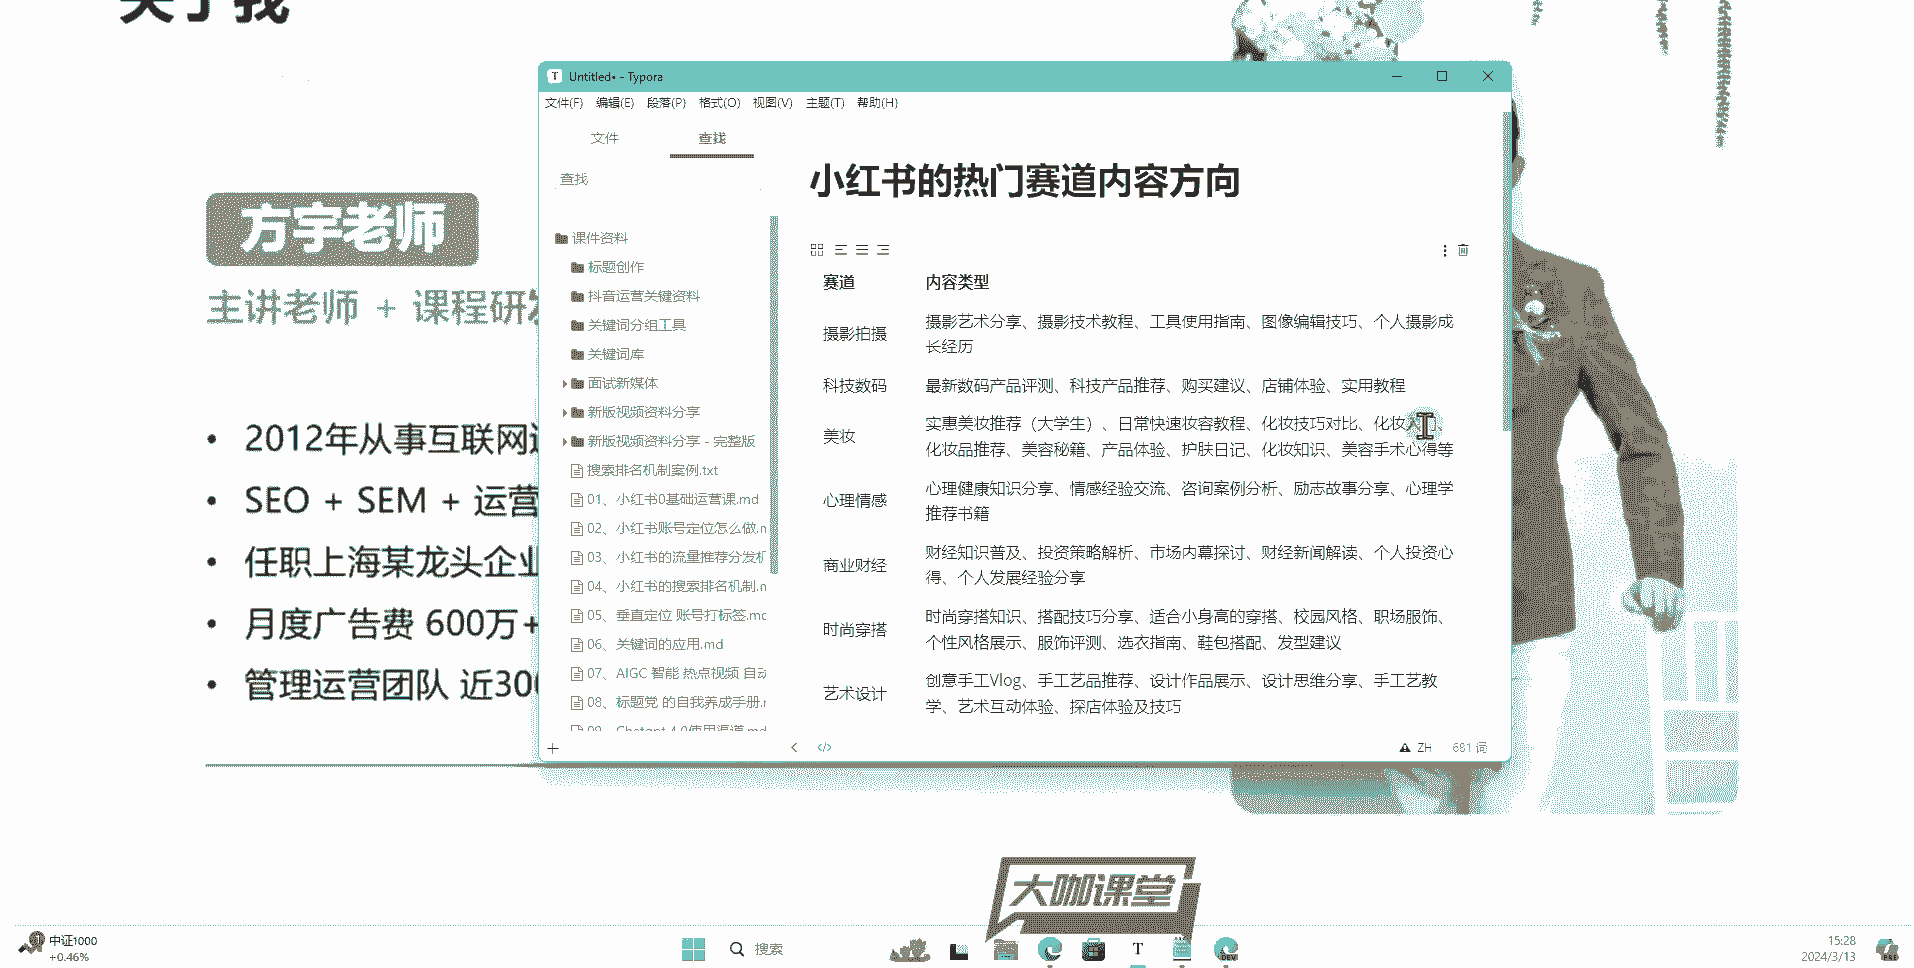 关于我
方宇老师
主讲老师 + 课程研发
2012年从事互联网
SEO + SEM + 运营
任职上海某龙头企业
月度广告费 600万+
管理运营团队 近300
Untitled• - Typora
文件(F) 编辑(E) 段落(P) 格式(O) 视图(V) 主题(T) 帮助(H)
文件 查找
查找
课件资料
标题创作
抖音运营关键资料
关键词分组工具
关键词库
面试新媒体
新版视频资料分享
新版视频资料分享 - 完整版
搜索排名机制案例.txt
01、小红书0基础运营课.md
02、小红书账号定位怎么做.m
03、小红书的流量推荐分发机
04、小红书的搜索排名机制.m
05、垂直定位 账号打标签.md
06、关键词的应用.md
07、AIGC 智能 热点视频 自动
08、标题党 的自我养成手册.m
09、Chatgpt 4.0使用渠道.md
小红书的热门赛道内容方向
赛道 内容类型
摄影拍摄 摄影艺术分享、摄影技术教程、工具使用指南、图像编辑技巧、个人摄影成
长经历
科技数码 最新数码产品评测、科技产品推荐、购买建议、店铺体验、实用教程
美妆 实惠美妆推荐（大学生）、日常快速妆容教程、化妆技巧对比、化妆入门、
化妆品推荐、美容秘籍、产品体验、护肤日记、化妆知识、美容手术心得等
心理情感 心理健康知识分享、情感经验交流、咨询案例分析、励志故事分享、心理学
推荐书籍
商业财经 财经知识普及、投资策略解析、市场内幕探讨、财经新闻解读、个人投资心
得、个人发展经验分享
时尚穿搭 时尚穿搭知识、搭配技巧分享、适合小身高的穿搭、校园风格、职场服饰、
个性风格展示、服饰评测、选衣指南、鞋包搭配、发型建议
艺术设计 创意手工Vlog、手工艺品推荐、设计作品展示、设计思维分享、手工艺教
学、艺术互动体验、探店体验及技巧
ZH 681 词
大咖课堂
中证1000
+0.46%
搜索
DEV
15:28
2024/3/13
PRE